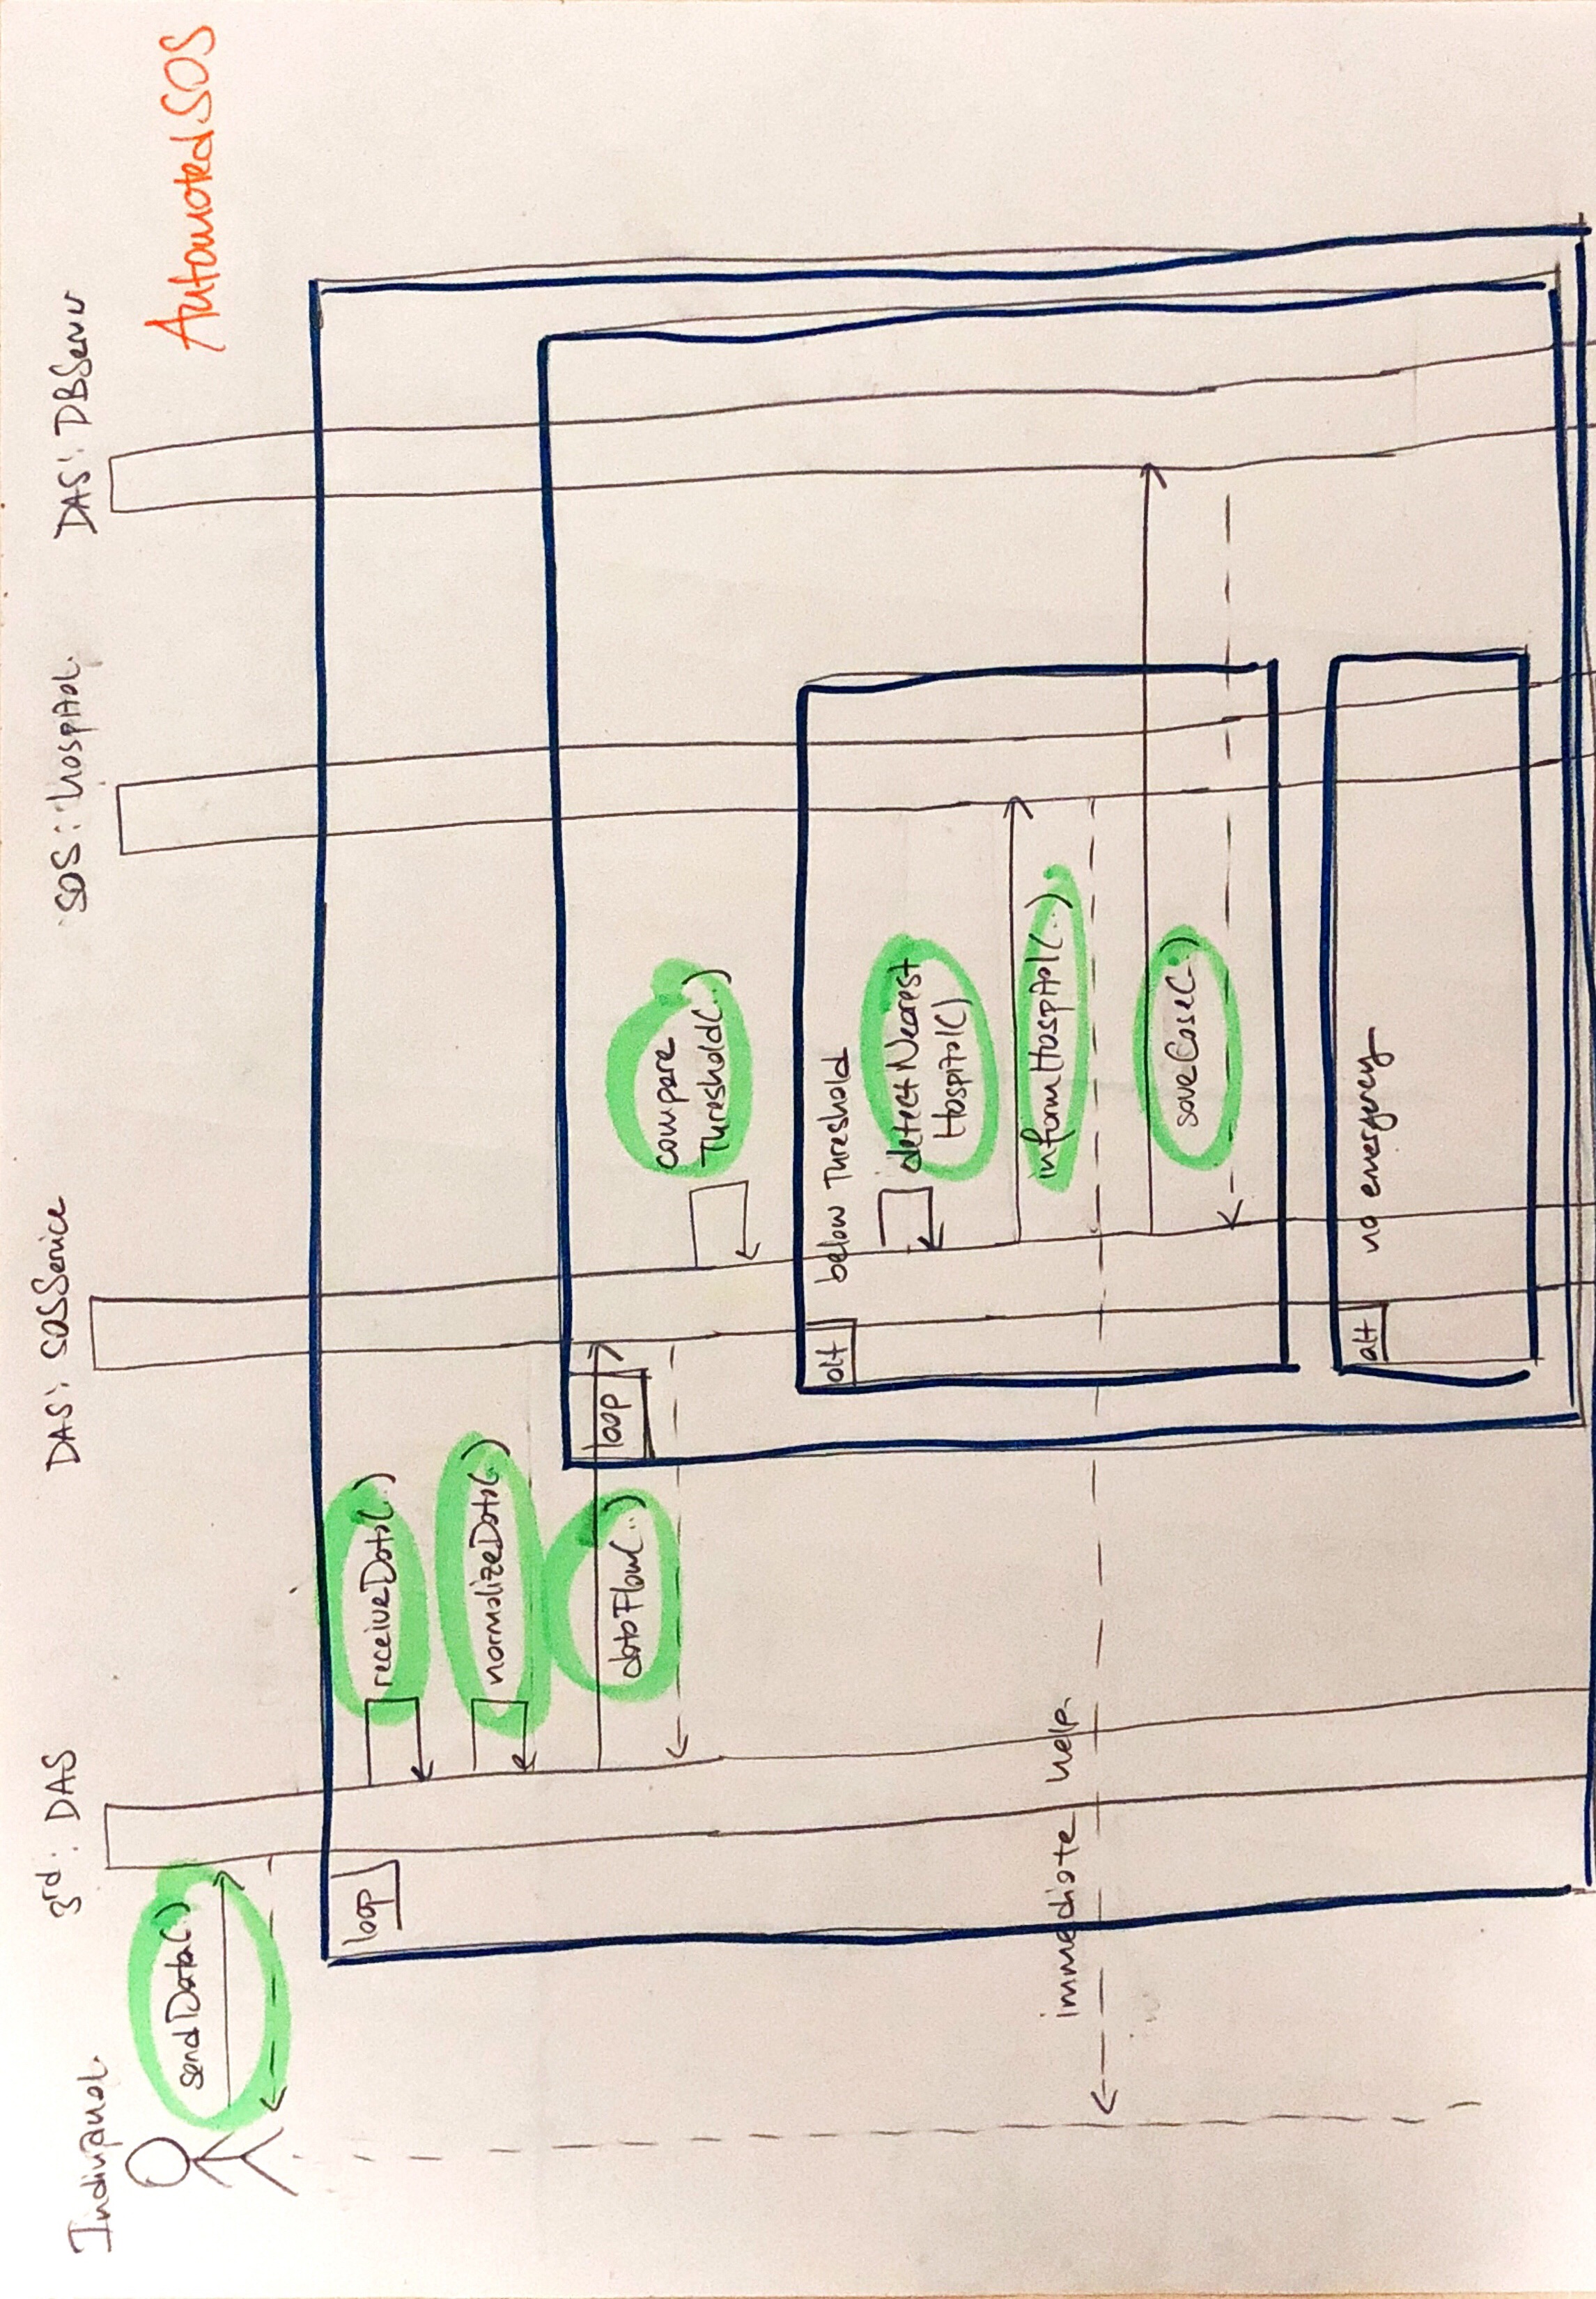 AutomatedSOS
Individual.
3rd : DAS
DAS: SOSService
SOS: hospital.
DAS: DBServer
sendData(.)
loop
receiveData(..)
normalizeData(.)
dataFlow(...)
loop
compare
Threshold(..)
alt
below Threshold
detectNearest
Hospital()
informHospital(..)
immediate help.
saveCase(..)
alt
no emergency